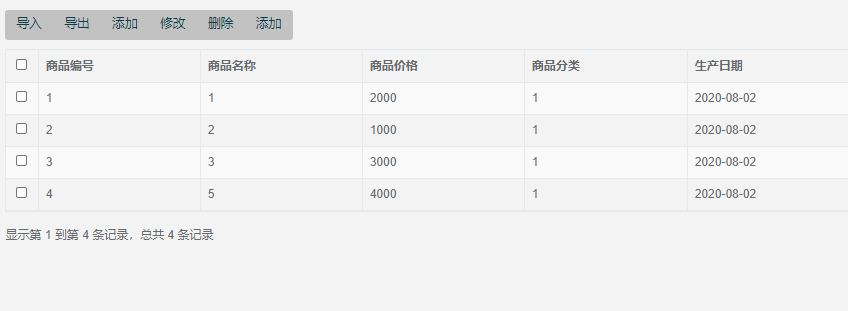 导入 导出 添加 修改 删除 添加
商品编号 商品名称 商品价格 商品分类 生产日期
1 1 2000 1 2020-08-02
2 2 1000 1 2020-08-02
3 3 3000 1 2020-08-02
4 5 4000 1 2020-08-02
显示第 1 到第 4 条记录，总共 4 条记录